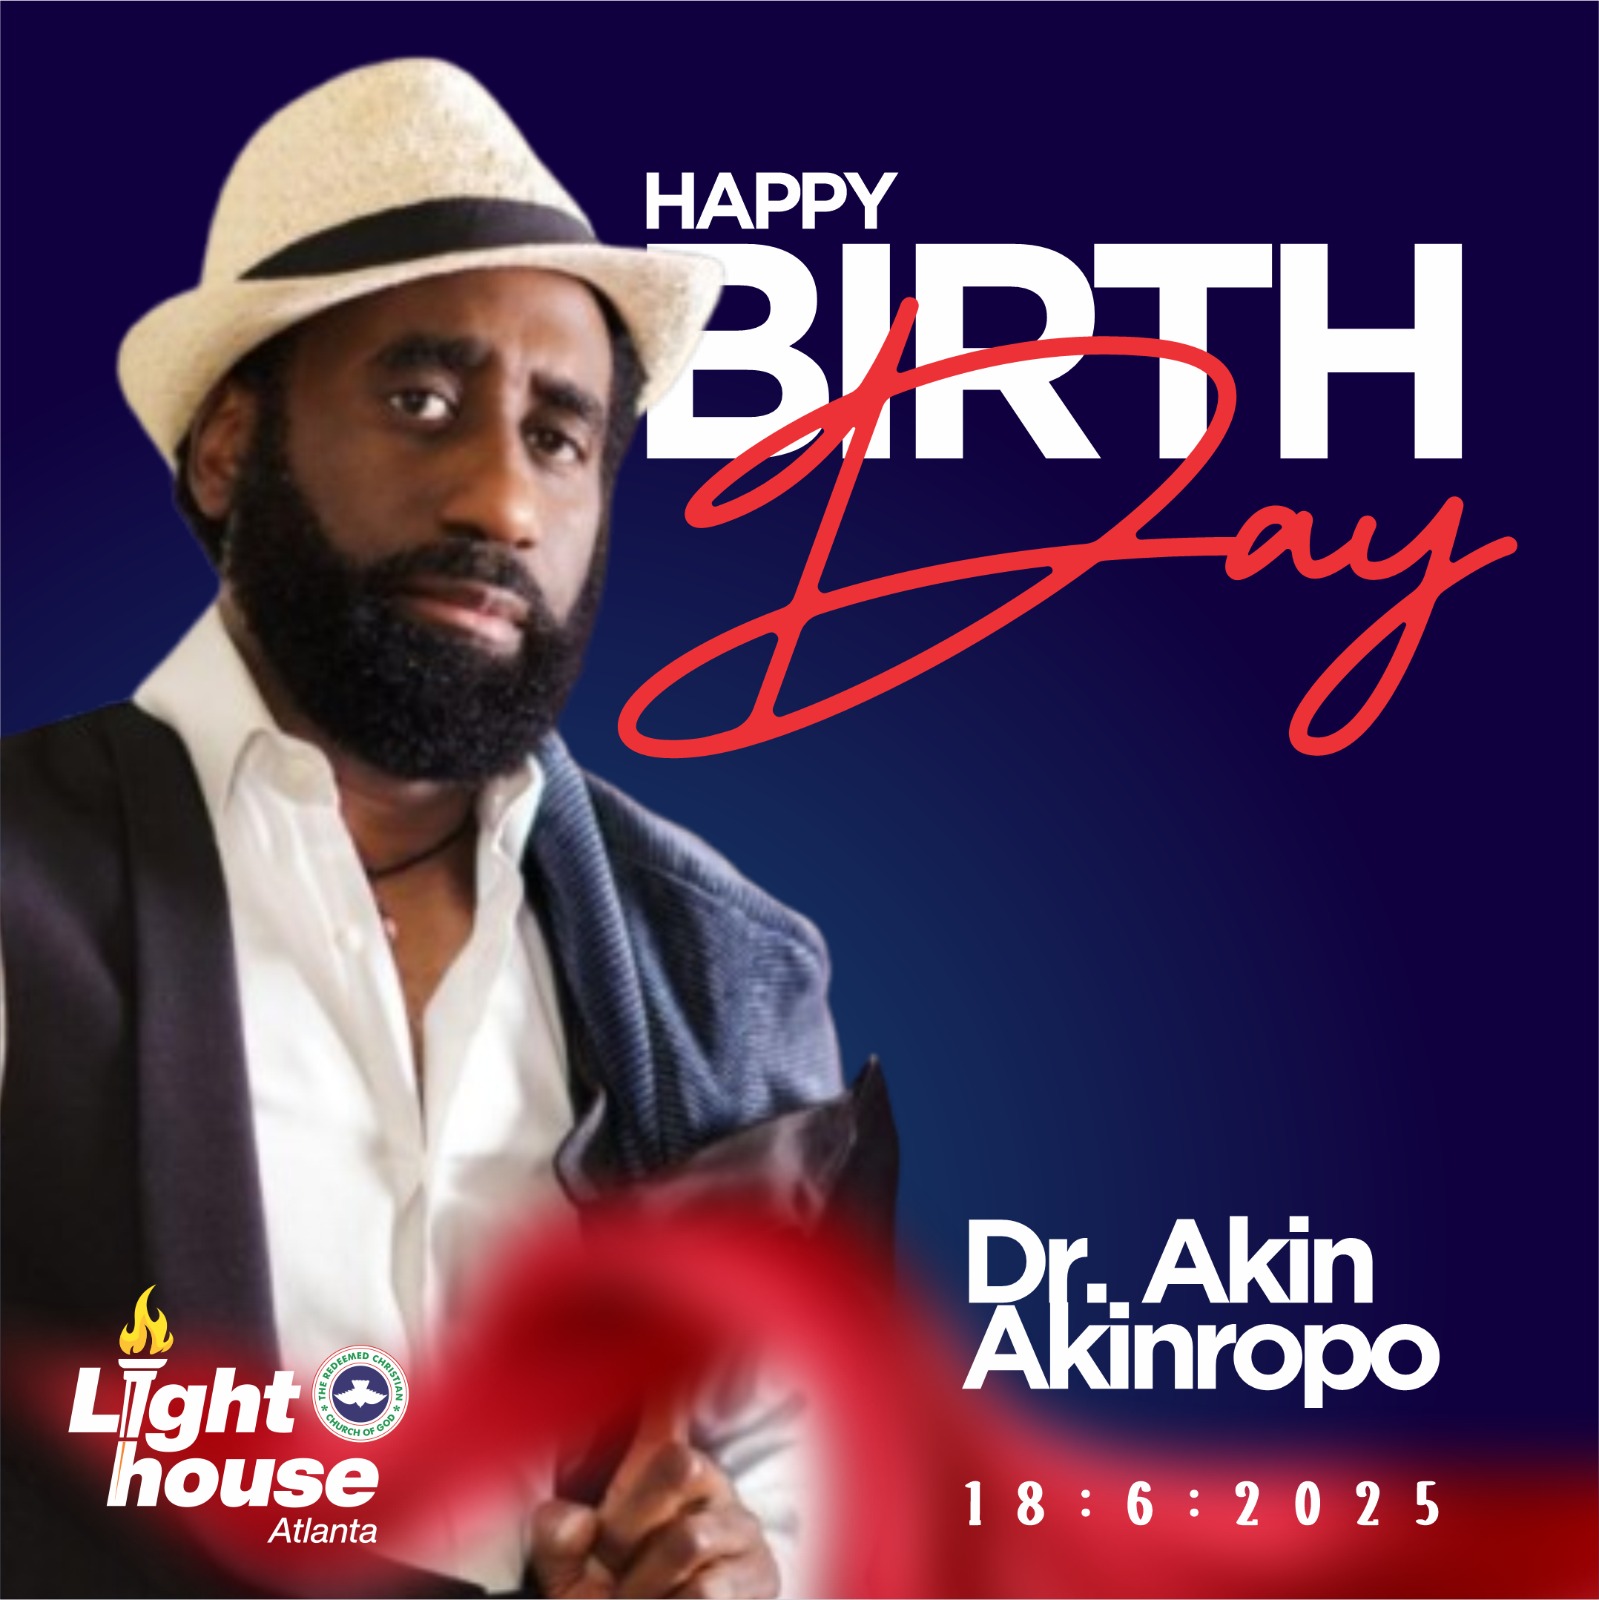 HAPPY
BIRTH
Day
Dr. Akin
Akinropo
18:6:2025
Light
house
Atlanta
THE REDEEMED CHRISTIAN
CHURCH OF GOD